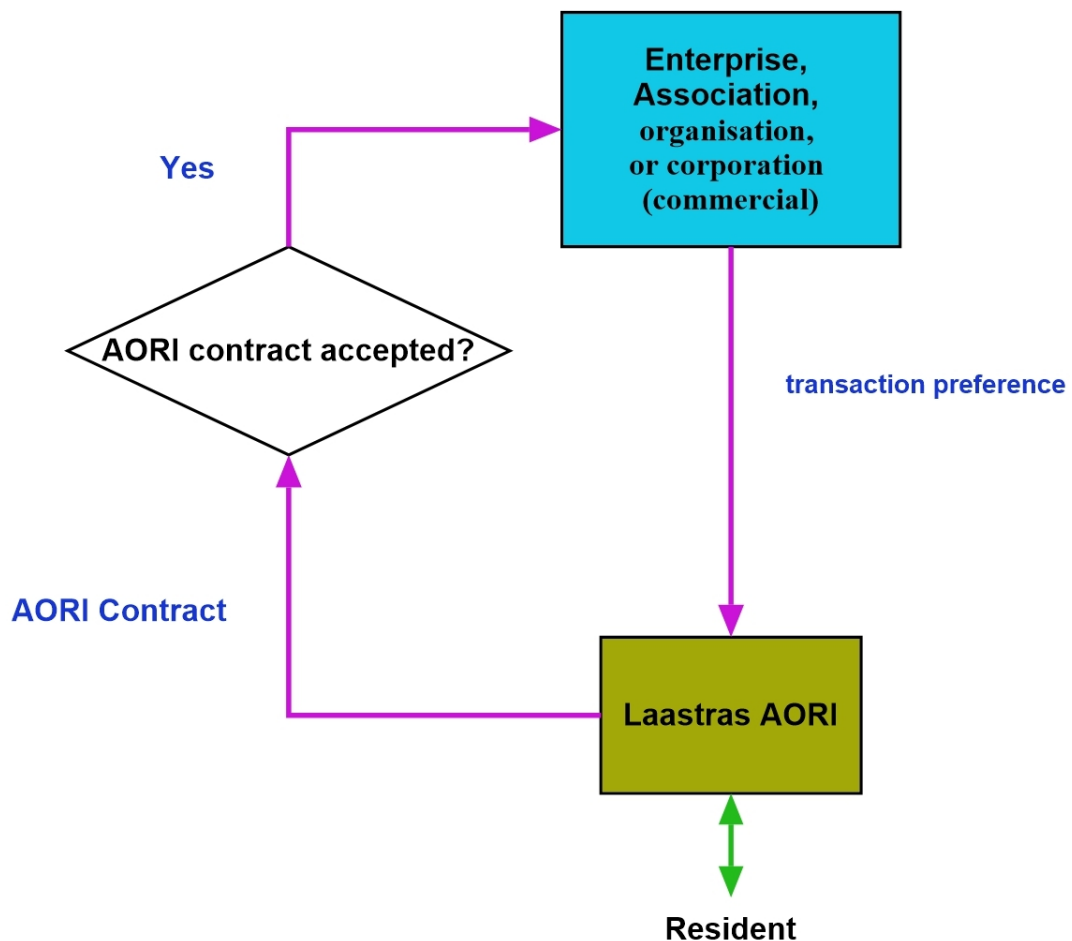 Enterprise,
Association,
organisation,
or corporation
(commercial)
Yes
AORI contract accepted?
transaction preference
AORI Contract
Laastras AORI
Resident